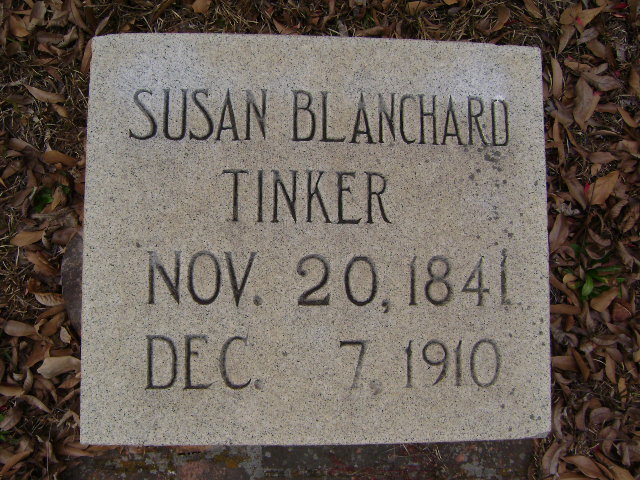 SUSAN BLANCHARD
TINKER
NOV. 20, 1841
DEC. 7, 1910